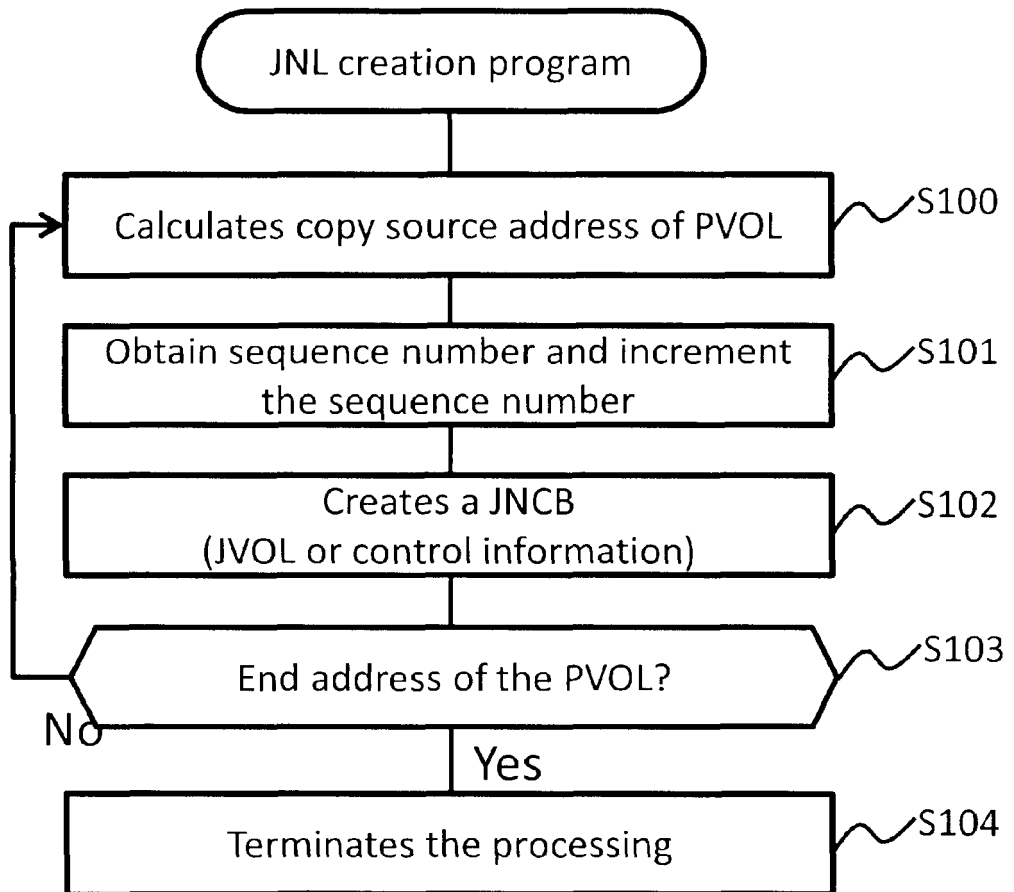 JNL creation program
Calculates copy source address of PVOL
S100
Obtain sequence number and increment
the sequence number
S101
Creates a JNCB
(JVOL or control information)
S102
End address of the PVOL?
S103
No
Yes
Terminates the processing
S104